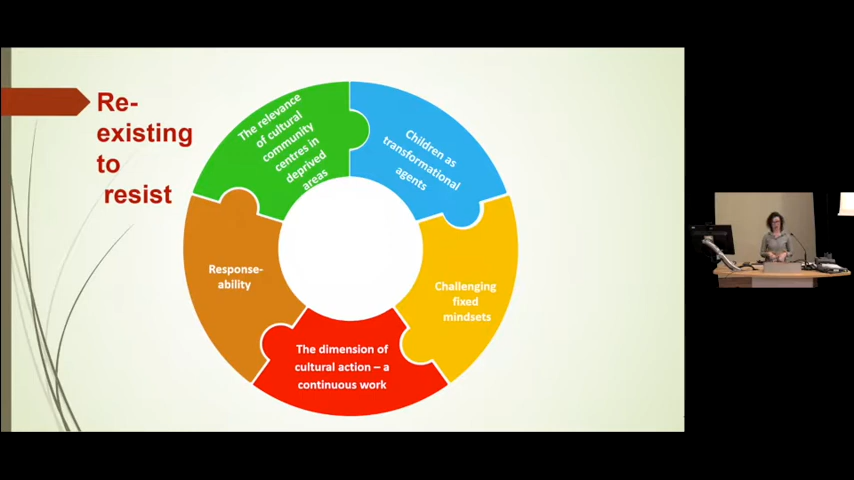 Re-
existing
to
resist
The relevance
of cultural
community
centres in
deprived
areas
Children as
transformational
agents
Challenging
fixed
mindsets
The dimension of
cultural action – a
continuous work
Response-
ability